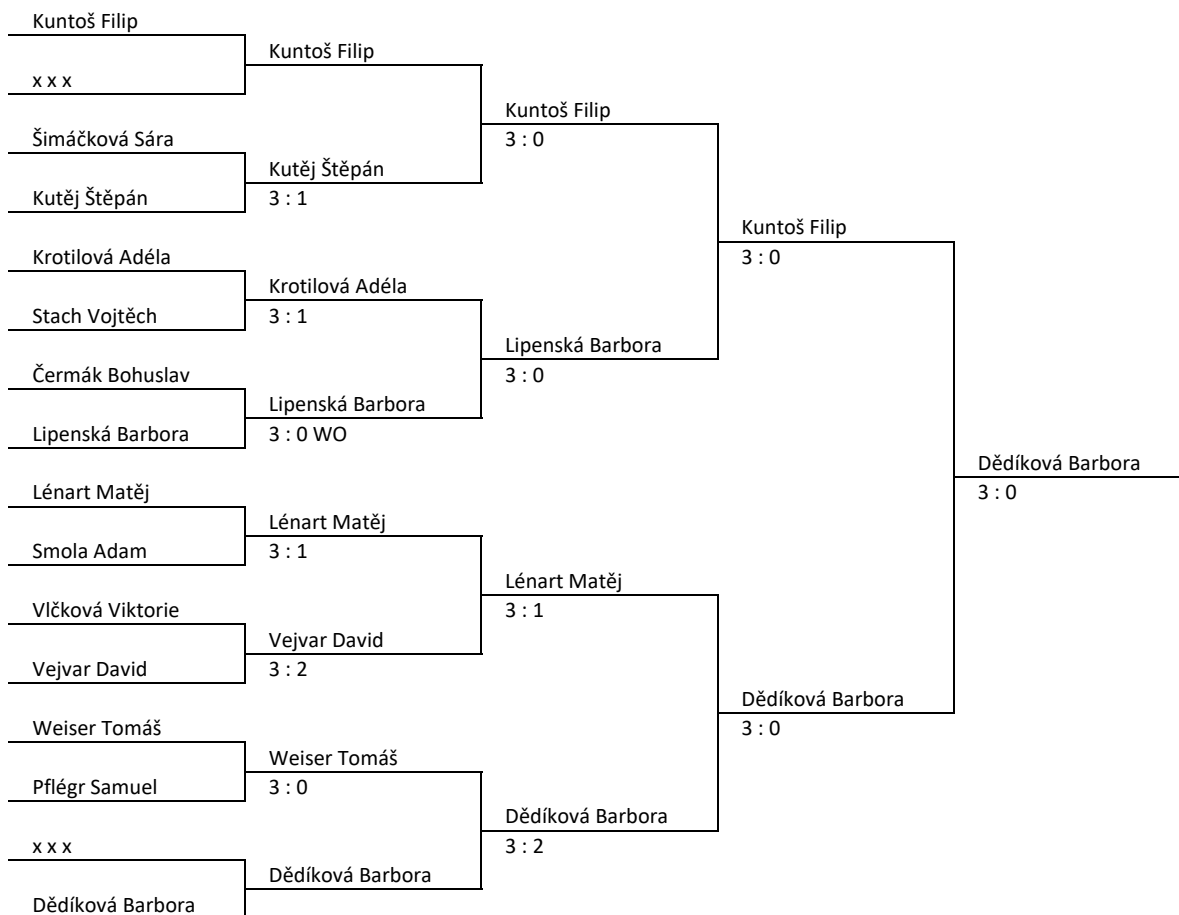 Kuntoš Filip
Kuntoš Filip
x x x
Kuntoš Filip
Šimáčková Sára
3 : 0
Kutěj Štěpán
Kutěj Štěpán
3 : 1
Kuntoš Filip
Krotilová Adéla
3 : 0
Krotilová Adéla
Stach Vojtěch
3 : 1
Lipenská Barbora
Čermák Bohuslav
3 : 0
Lipenská Barbora
Lipenská Barbora
3 : 0 WO
Dědíková Barbora
Lénart Matěj
3 : 0
Lénart Matěj
Smola Adam
3 : 1
Lénart Matěj
Vlčková Viktorie
3 : 1
Vejvar David
Vejvar David
3 : 2
Dědíková Barbora
Weiser Tomáš
3 : 0
Weiser Tomáš
Pflégr Samuel
3 : 0
Dědíková Barbora
x x x
3 : 2
Dědíková Barbora
Dědíková Barbora